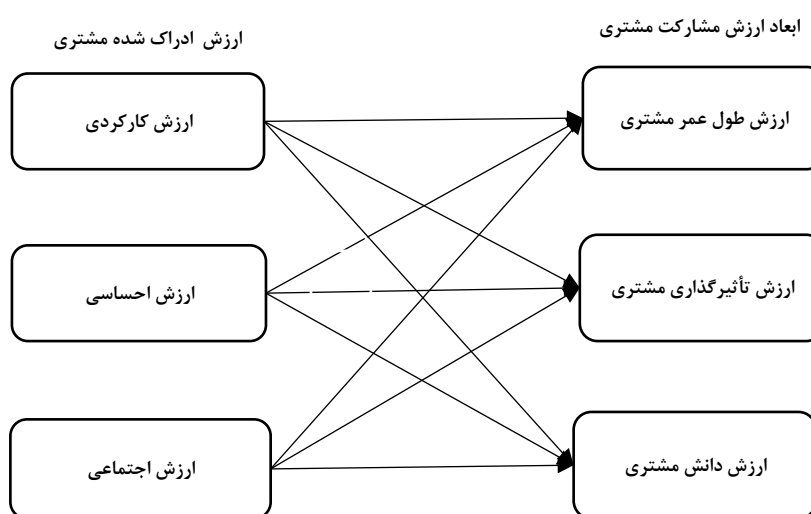 ابعاد ارزش مشارکت مشتری
ارزش ادراک شده مشتری
ارزش طول عمر مشتری
ارزش کارکردی
ارزش تأثیرگذاری مشتری
ارزش احساسی
ارزش دانش مشتری
ارزش اجتماعی